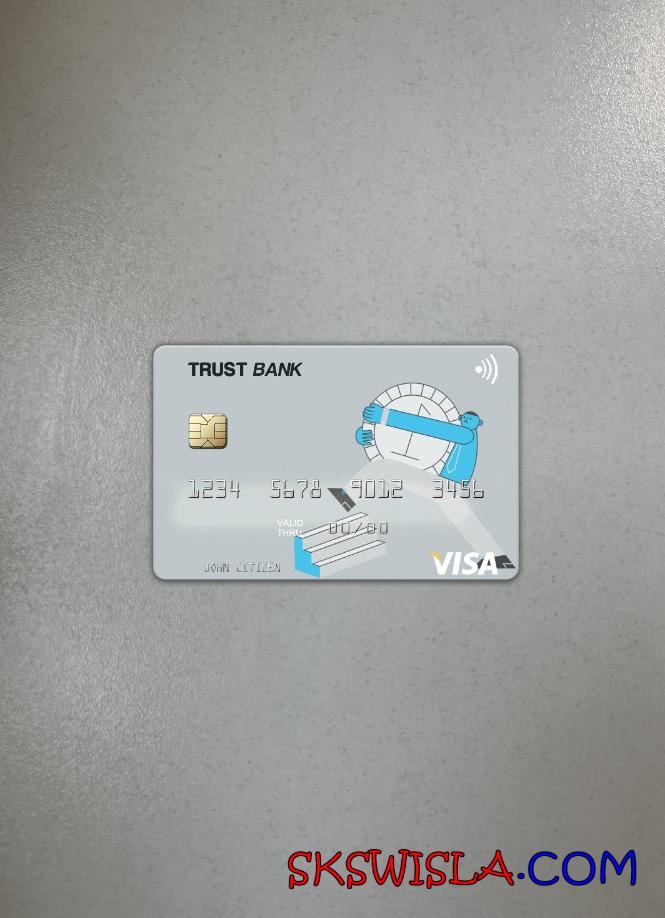 TRUST BANK
1234 5678 9012 3456
VALID
THRU 00/00
JOHN CITIZEN
VISA
SKSWISLA.COM